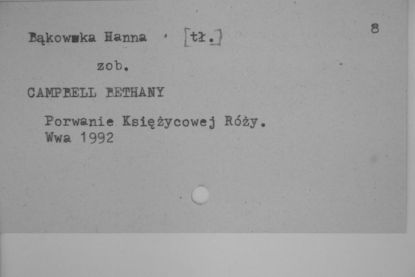 Bąkowska Hanna [tł.] 8
zob.
CAMPBELL BETHANY
Porwanie Księżycowej Róży.
Wwa 1992